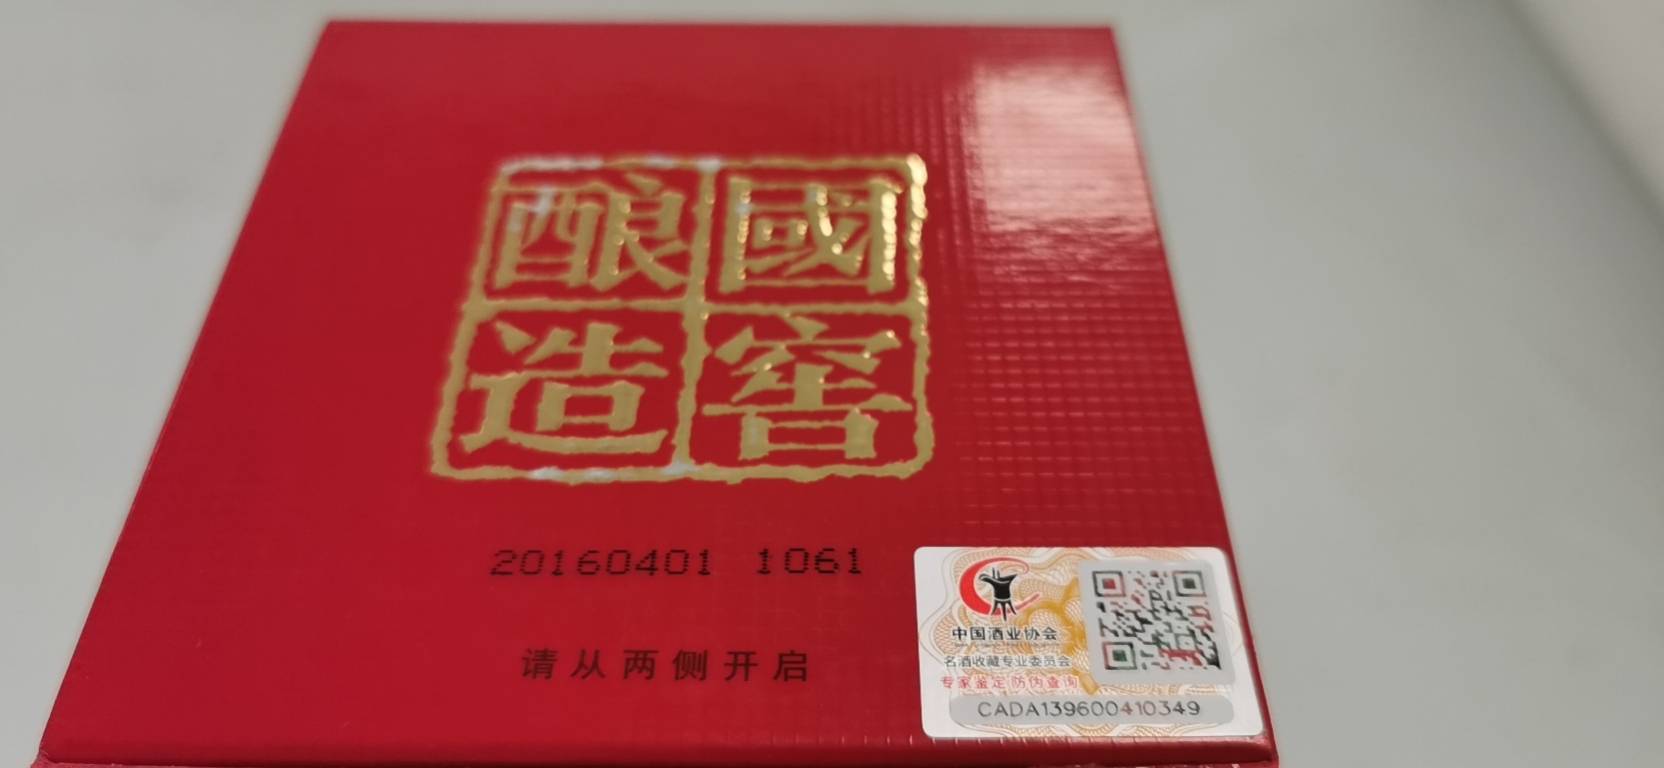 國窖
酿造
20160401 1061
请从两侧开启
中国酒业协会
名酒收藏专业委员会
专家鉴定 防伪查询
CADA139600410349